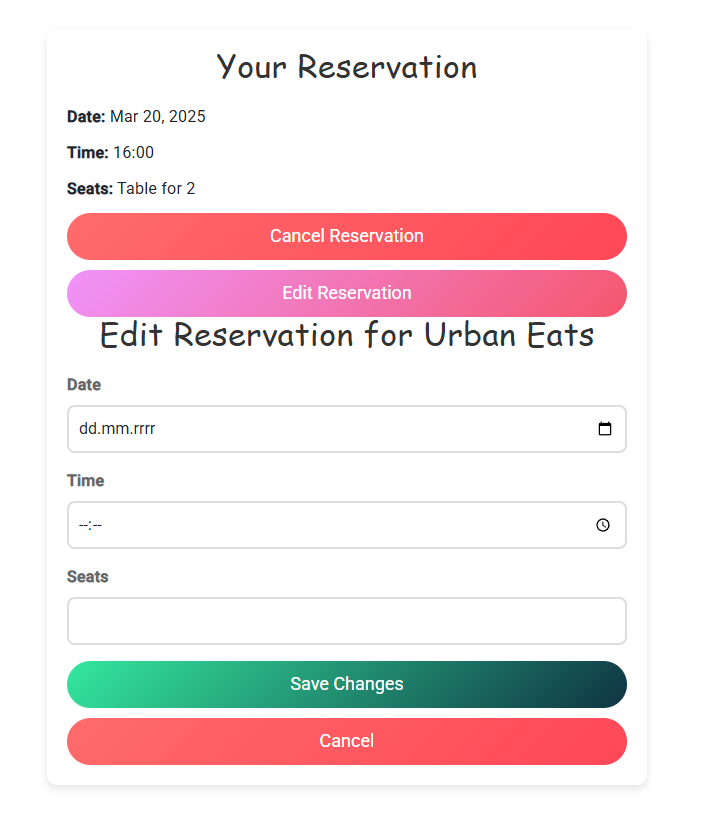 Your Reservation
Date: Mar 20, 2025
Time: 16:00
Seats: Table for 2
Cancel Reservation
Edit Reservation
Edit Reservation for Urban Eats
Date
dd.mm.rrrr
Time
--:--
Seats
Save Changes
Cancel